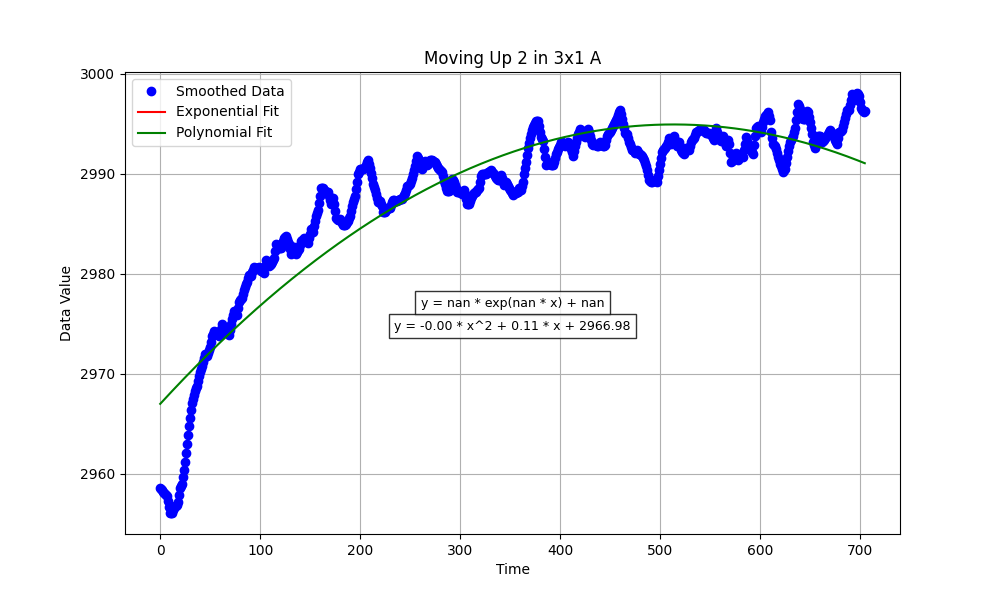 Moving Up 2 in 3x1 A
Smoothed Data
Exponential Fit
Polynomial Fit
3000
2990
2980
2970
2960
Data Value
y = nan * exp(nan * x) + nan
y = -0.00 * x^2 + 0.11 * x + 2966.98
0 100 200 300 400 500 600 700
Time